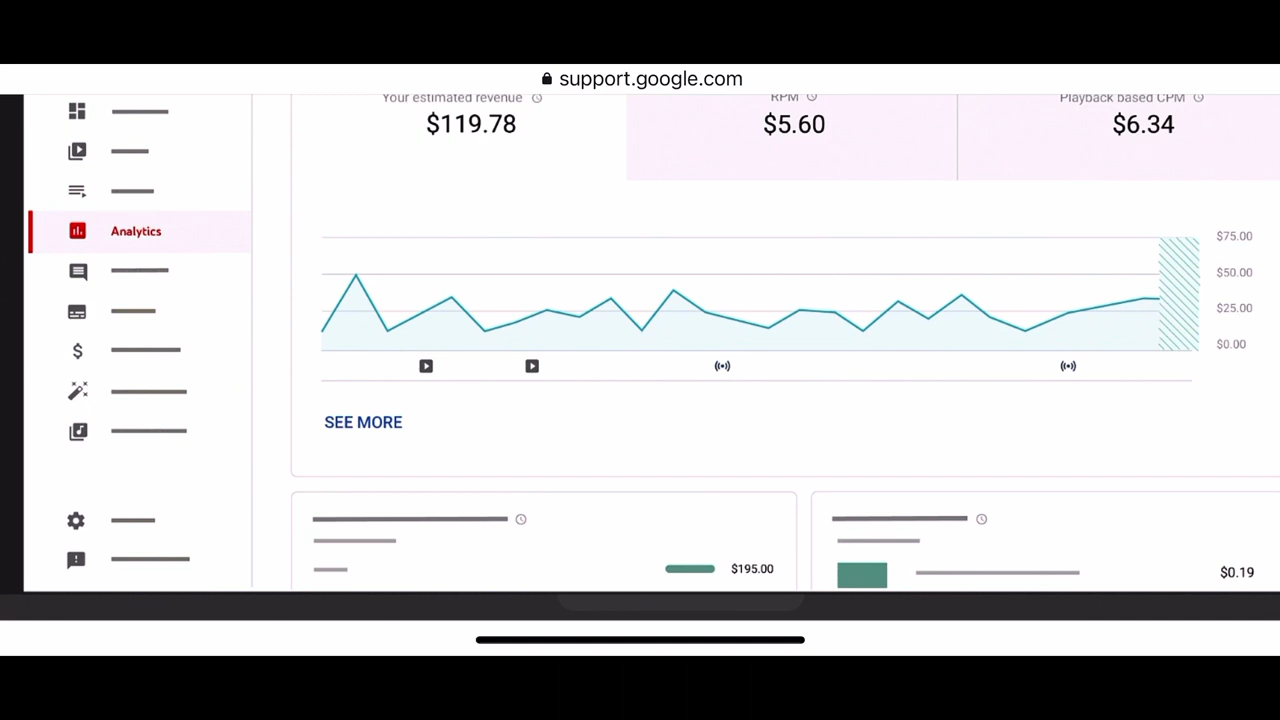 support.google.com
Your estimated revenue
RPM
Playback based CPM
$119.78
$5.60
$6.34
Analytics
$75.00
$50.00
$25.00
$0.00
SEE MORE
$195.00
$0.19